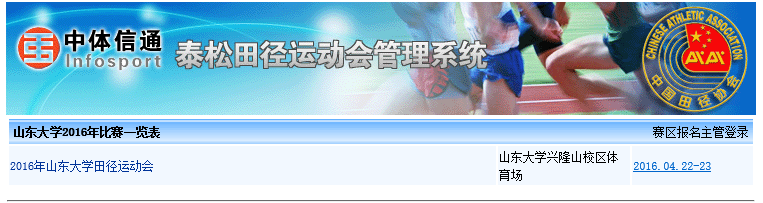 中体信通
Infosport
泰松田径运动会管理系统
CHINESE ATHLETIC ASSOCIATION
中国田径协会
山东大学2016年比赛一览表
赛区报名主管登录
2016年山东大学田径运动会
山东大学兴隆山校区体
育场
2016.04.22-23